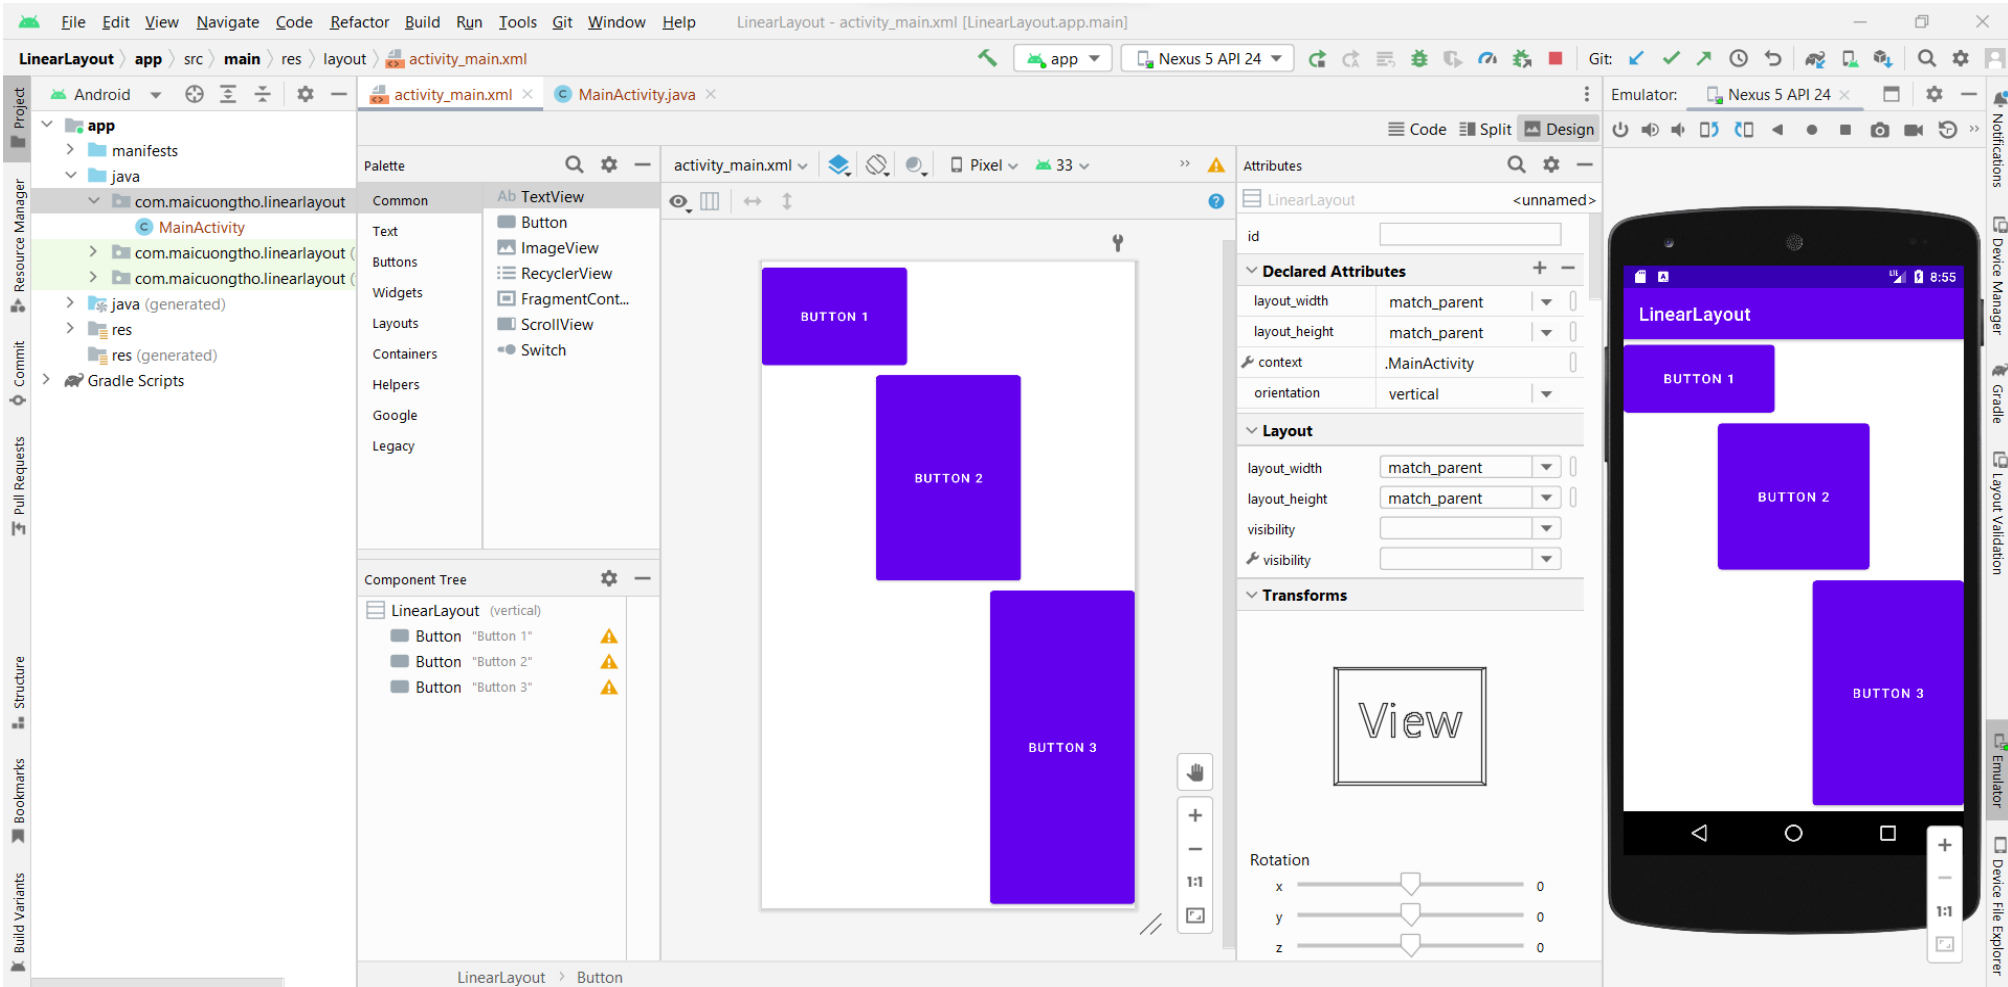 File Edit View Navigate Code Refactor Build Run Tools Git Window Help LinearLayout - activity_main.xml [LinearLayout.app.main]
LinearLayout app src main res layout activity_main.xml app Nexus 5 API 24 Git:
Project
Resource Manager
Commit
Pull Requests
Structure
Bookmarks
Build Variants
Android
app
manifests
java
com.maicuongtho.linearlayout
MainActivity
com.maicuongtho.linearlayout (
com.maicuongtho.linearlayout (
java (generated)
res
res (generated)
Gradle Scripts
activity_main.xml MainActivity.java
Code Split Design
Palette
Common
Text
Buttons
Widgets
Layouts
Containers
Helpers
Google
Legacy
Ab TextView
Button
ImageView
RecyclerView
FragmentCont...
ScrollView
Switch
Component Tree
LinearLayout (vertical)
Button "Button 1"
Button "Button 2"
Button "Button 3"
activity_main.xml Pixel 33
BUTTON 1
BUTTON 2
BUTTON 3
1:1
LinearLayout > Button
Attributes
LinearLayout <unnamed>
id
Declared Attributes
layout_width match_parent
layout_height match_parent
context .MainActivity
orientation vertical
Layout
layout_width match_parent
layout_height match_parent
visibility
visibility
Transforms
View
Rotation
x 0
y 0
z 0
Emulator: Nexus 5 API 24
LTE 8:55
LinearLayout
BUTTON 1
BUTTON 2
BUTTON 3
1:1
Notifications
Device Manager
Gradle
Layout Validation
Emulator
Device File Explorer